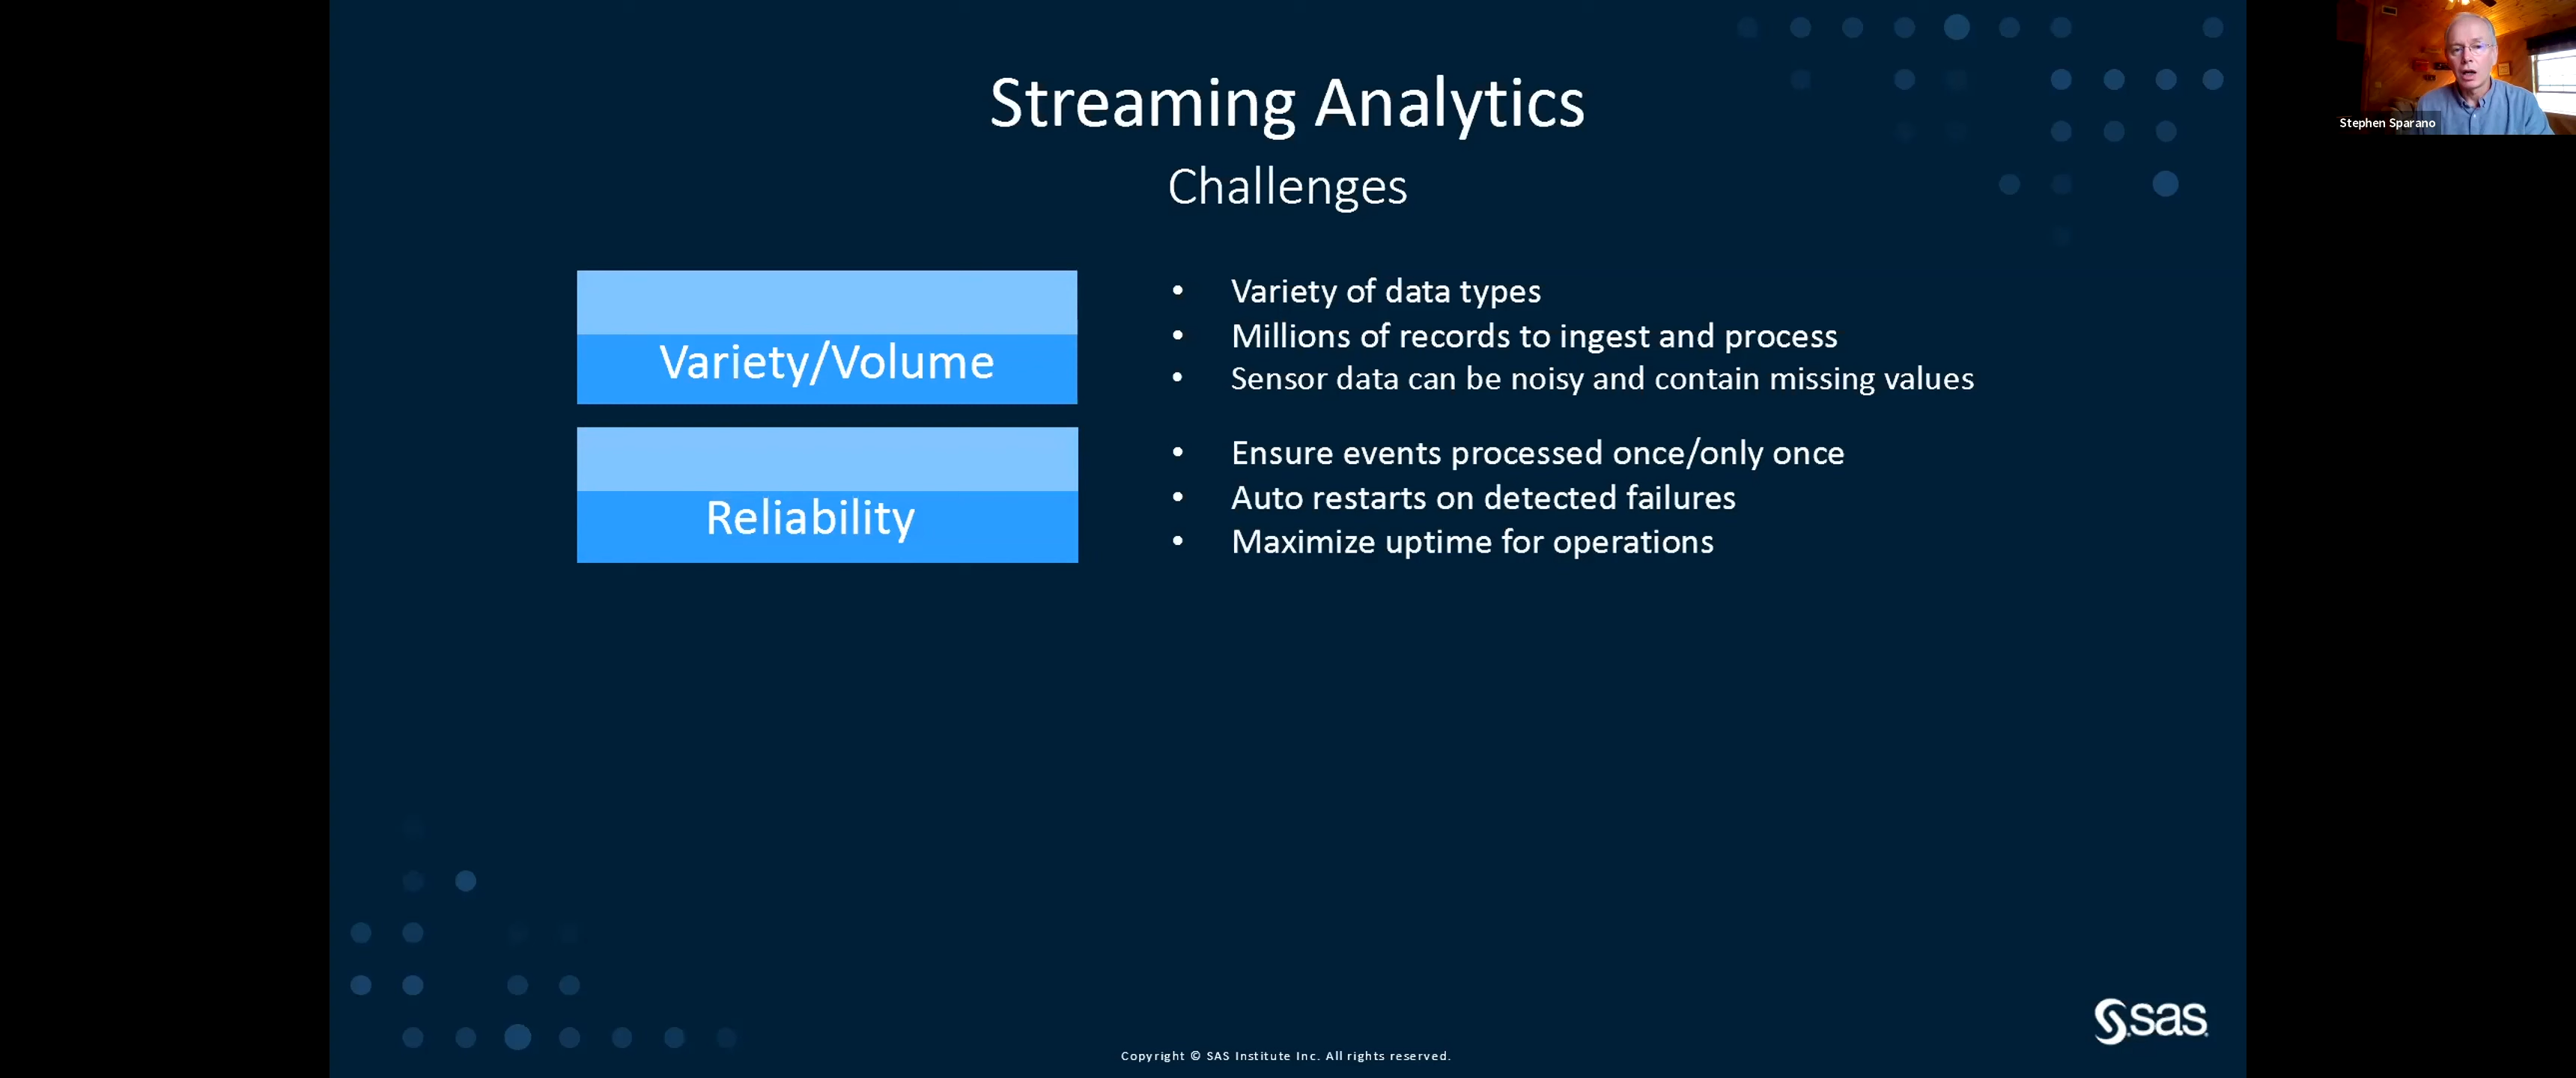 Streaming Analytics
Challenges
Variety/Volume
• Variety of data types
• Millions of records to ingest and process
• Sensor data can be noisy and contain missing values
Reliability
• Ensure events processed once/only once
• Auto restarts on detected failures
• Maximize uptime for operations
Stephen Sparano
sas
Copyright © SAS Institute Inc. All rights reserved.